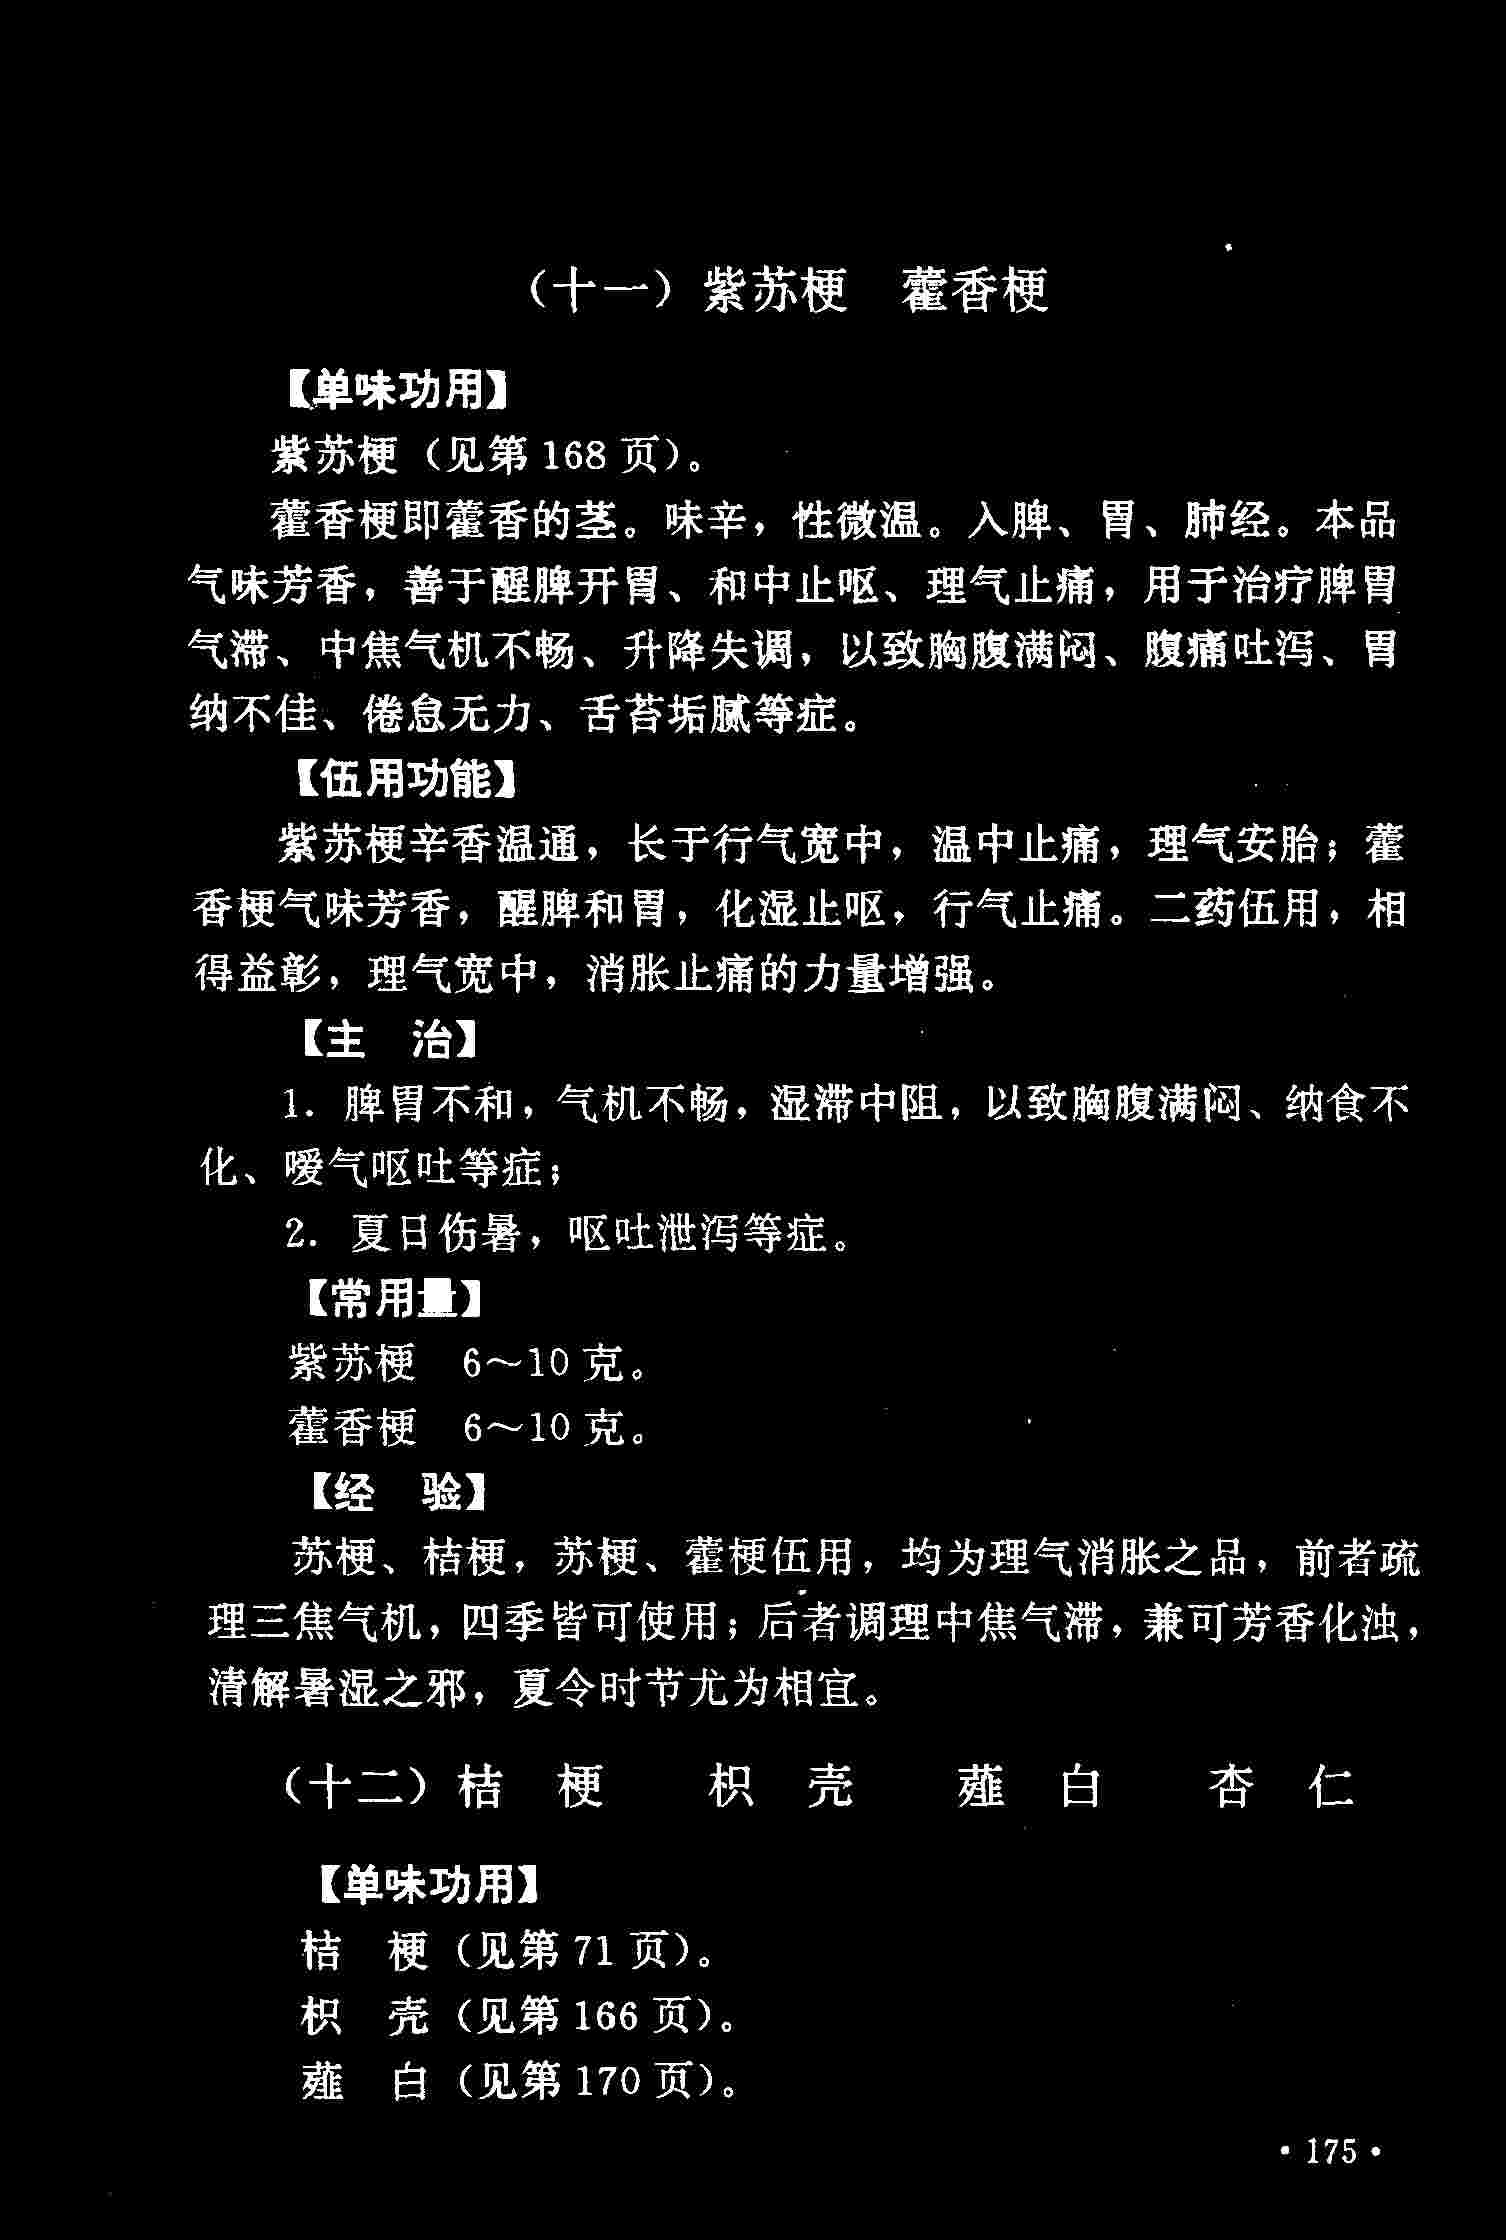 （十一）紫苏梗　藿香梗
【单味功用】
紫苏梗（见第 168 页）。
藿香梗即藿香的茎。味辛，性微温。入脾、胃、肺经。本品
气味芳香，善于醒脾开胃、和中止呕、理气止痛，用于治疗脾胃
气滞、中焦气机不畅、升降失调，以致胸腹满闷、腹痛吐泻、胃
纳不佳、倦怠无力、舌苔垢腻等症。
【伍用功能】
紫苏梗辛香温通，长于行气宽中，温中止痛，理气安胎；藿
香梗气味芳香，醒脾和胃，化湿止呕，行气止痛。二药伍用，相
得益彰，理气宽中，消胀止痛的力量增强。
【主　治】
1. 脾胃不和，气机不畅，湿滞中阻，以致胸腹满闷、纳食不
化、嗳气呕吐等症；
2. 夏日伤暑，呕吐泄泻等症。
【常用量】
紫苏梗　6～10 克。
藿香梗　6～10 克。
【经　验】
苏梗、桔梗，苏梗、藿梗伍用，均为理气消胀之品，前者疏
理三焦气机，四季皆可使用；后者调理中焦气滞，兼可芳香化浊，
清解暑湿之邪，夏令时节尤为相宜。
（十二）桔　梗　　枳　壳　　薤　白　　杏　仁
【单味功用】
桔　梗（见第 71 页）。
枳　壳（见第 166 页）。
薤　白（见第 170 页）。
· 175 ·